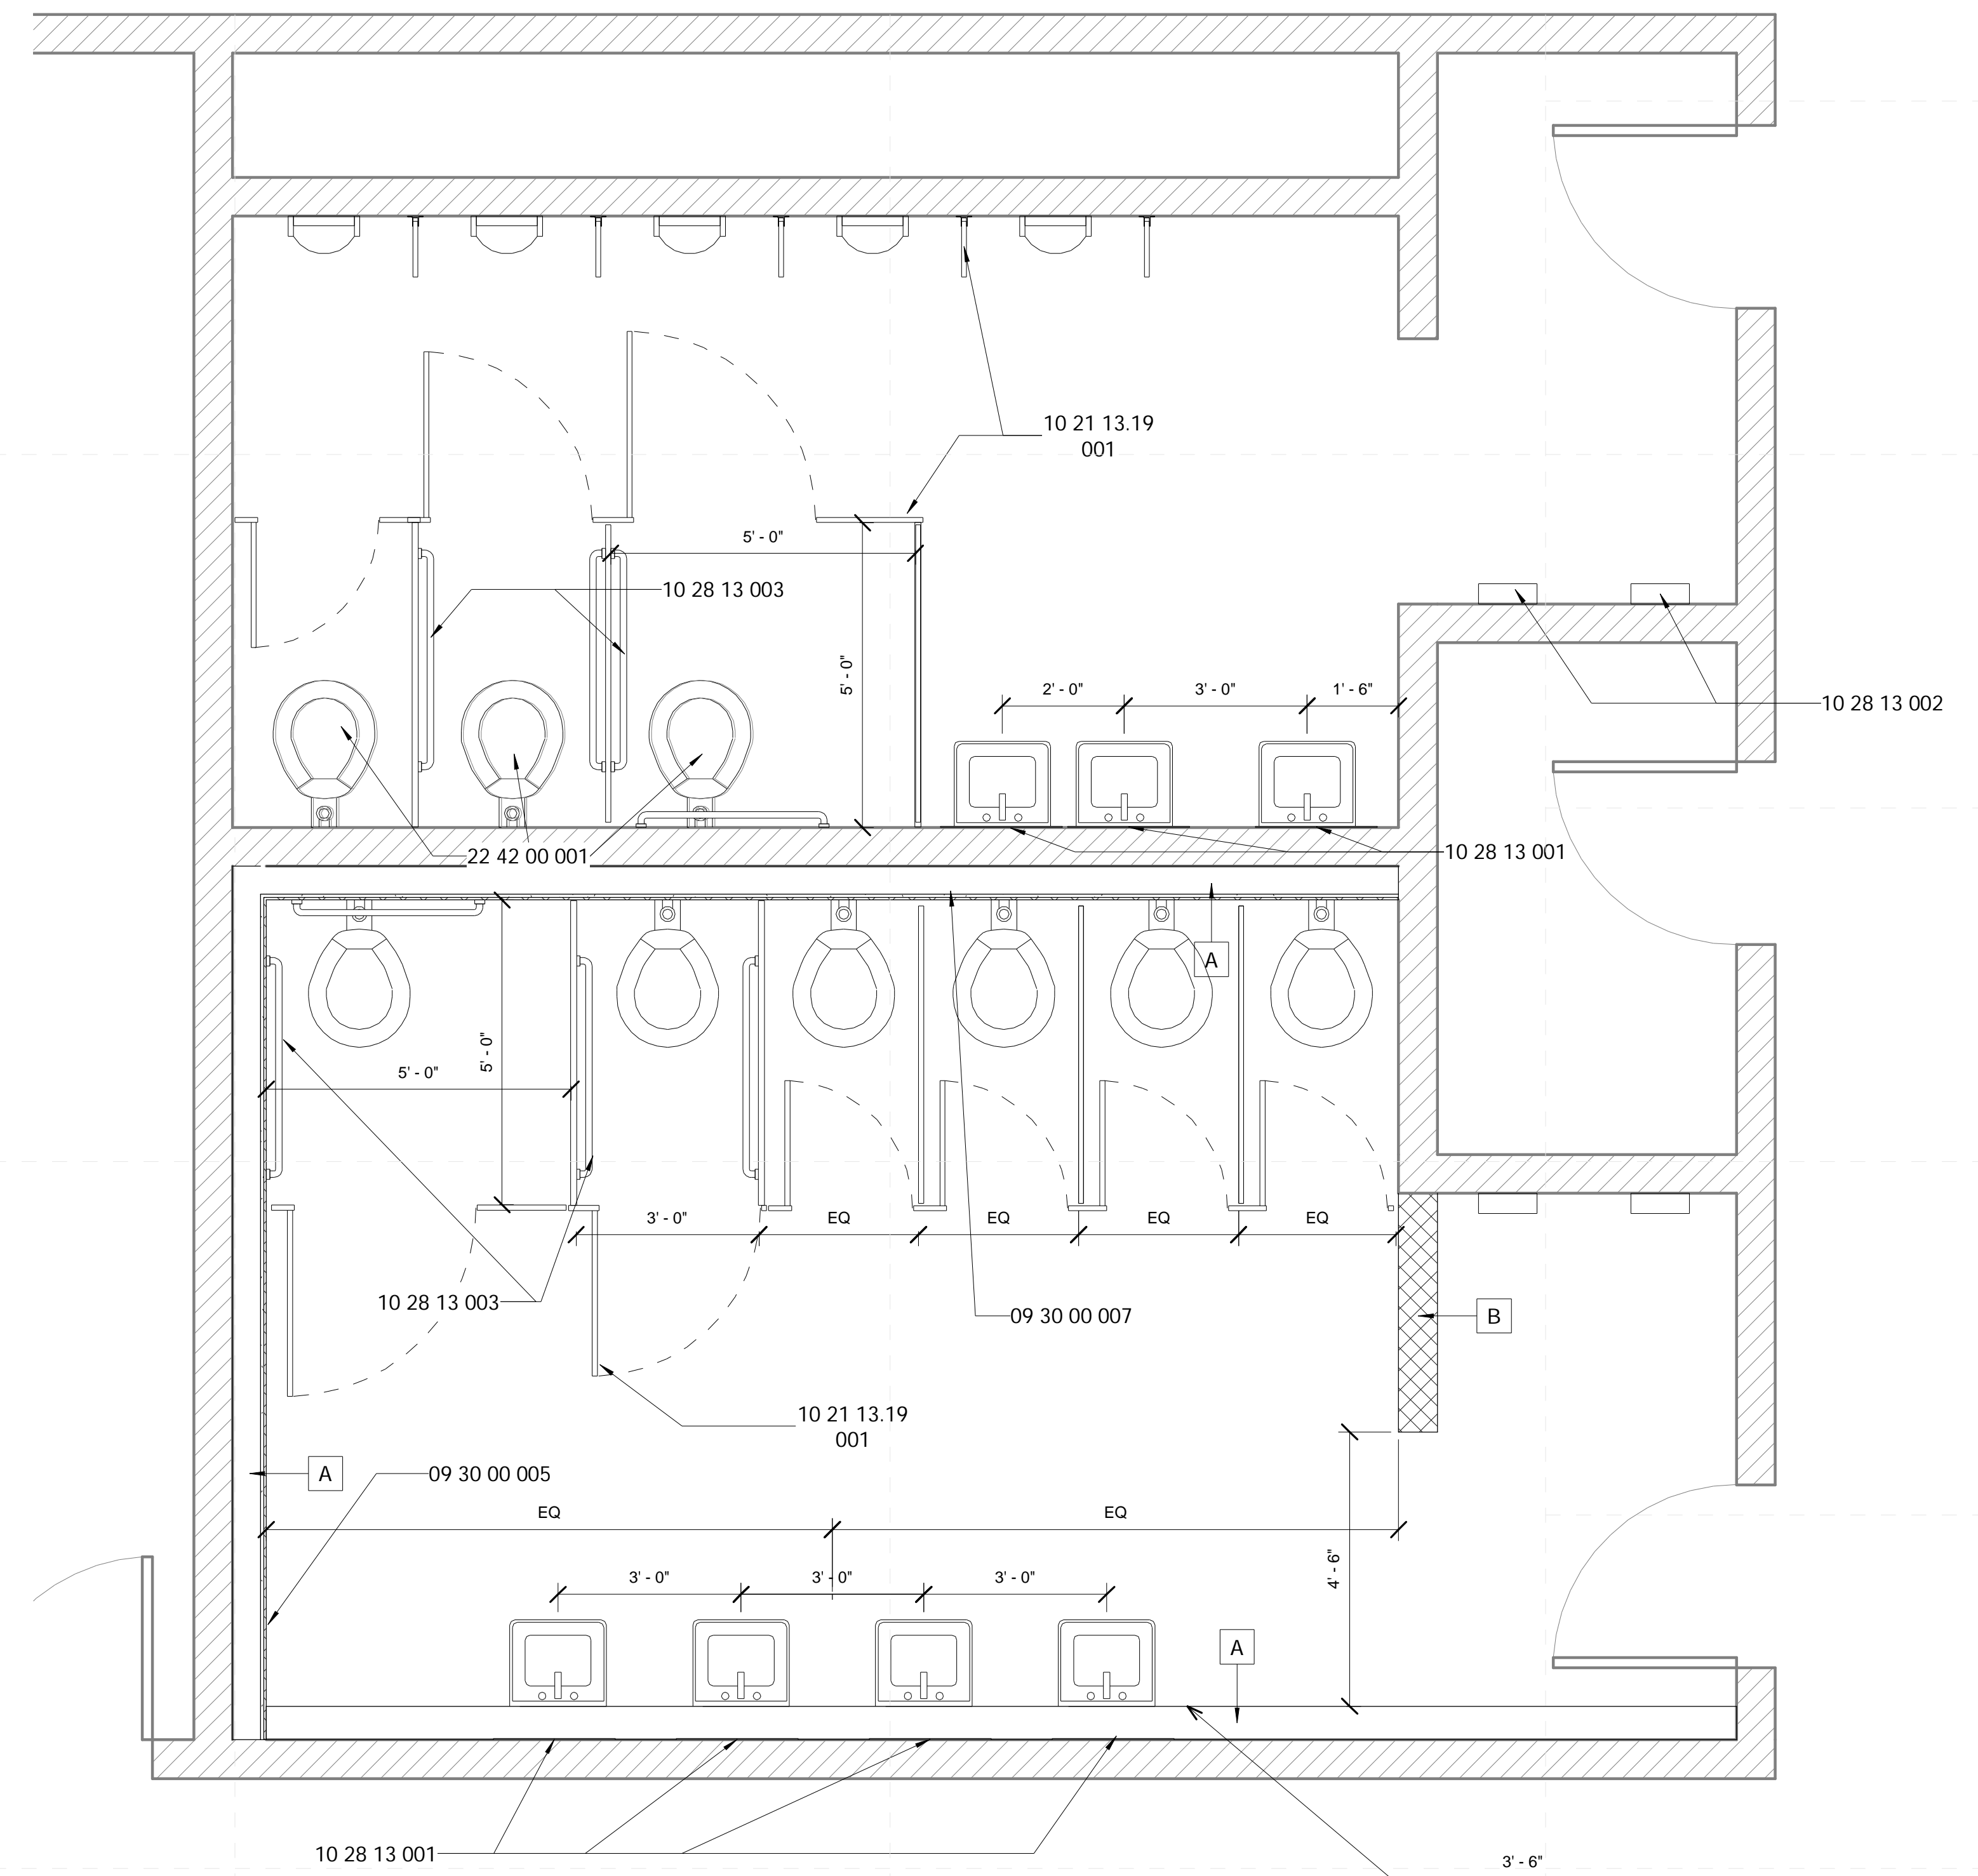 10 21 13.19
001
5' - 0"
10 28 13 003
5' - 0"
2' - 0"
3' - 0"
1' - 6"
10 28 13 002
22 42 00 001
10 28 13 001
A
5' - 0"
5' - 0"
3' - 0"
EQ
EQ
EQ
EQ
10 28 13 003
09 30 00 007
B
10 21 13.19
001
A
09 30 00 005
EQ
EQ
4' - 6"
3' - 0"
3' - 0"
3' - 0"
A
10 28 13 001
3' - 6"